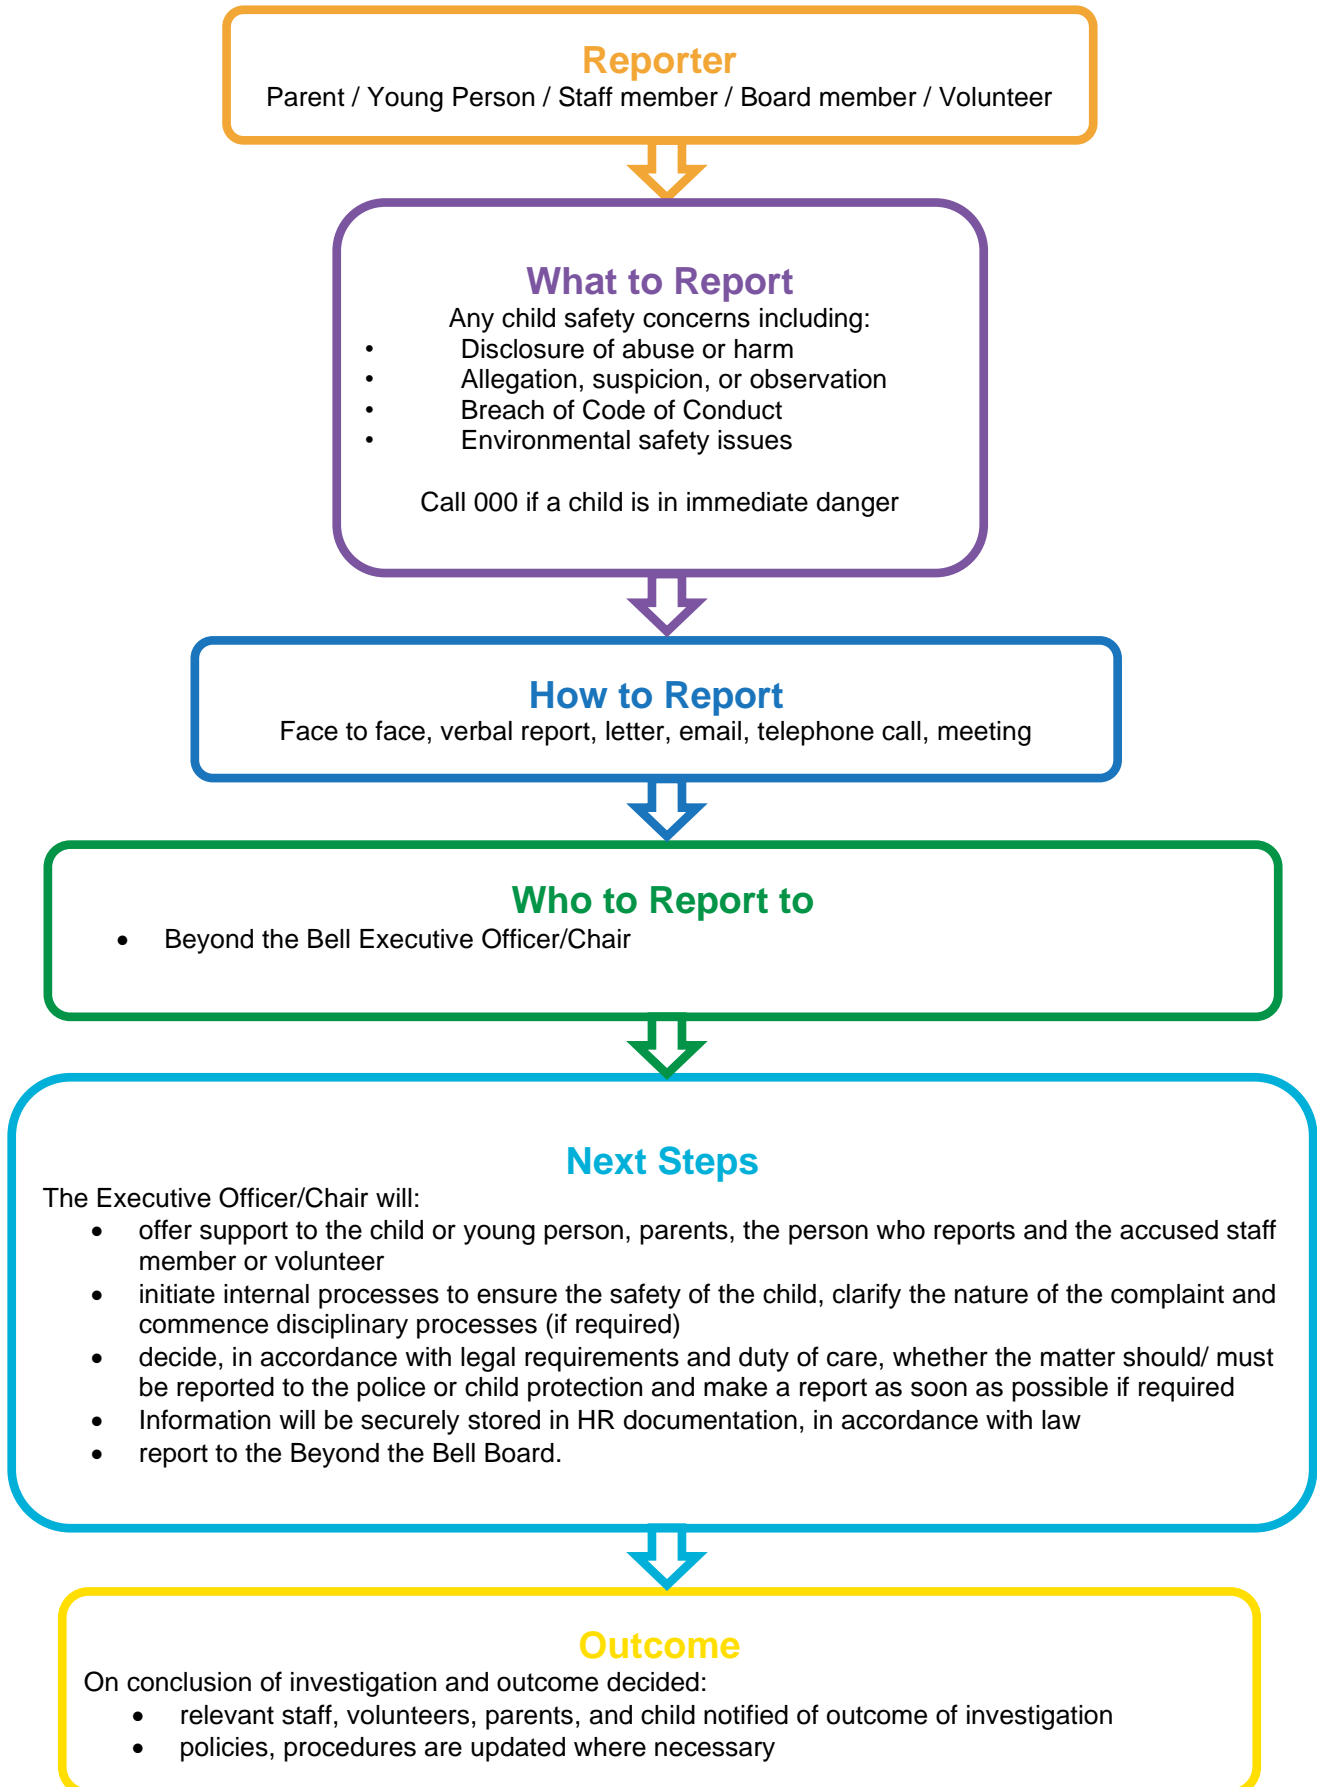 Reporter
Parent / Young Person / Staff member / Board member / Volunteer
What to Report
Any child safety concerns including:
• Disclosure of abuse or harm
• Allegation, suspicion, or observation
• Breach of Code of Conduct
• Environmental safety issues
Call 000 if a child is in immediate danger
How to Report
Face to face, verbal report, letter, email, telephone call, meeting
Who to Report to
• Beyond the Bell Executive Officer/Chair
Next Steps
The Executive Officer/Chair will:
• offer support to the child or young person, parents, the person who reports and the accused staff
member or volunteer
• initiate internal processes to ensure the safety of the child, clarify the nature of the complaint and
commence disciplinary processes (if required)
• decide, in accordance with legal requirements and duty of care, whether the matter should/ must
be reported to the police or child protection and make a report as soon as possible if required
• Information will be securely stored in HR documentation, in accordance with law
• report to the Beyond the Bell Board.
Outcome
On conclusion of investigation and outcome decided:
• relevant staff, volunteers, parents, and child notified of outcome of investigation
• policies, procedures are updated where necessary